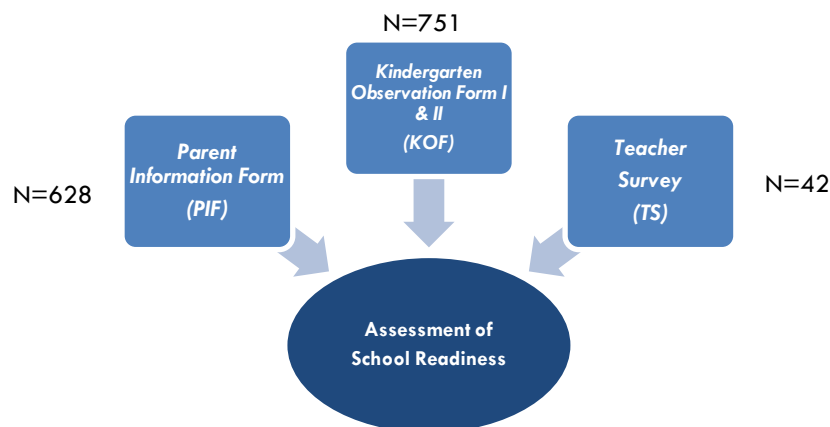 N=751
Kindergarten
Observation Form I
& II
(KOF)
Parent
Information Form
(PIF)
N=628
Teacher
Survey
(TS)
N=42
Assessment of
School Readiness